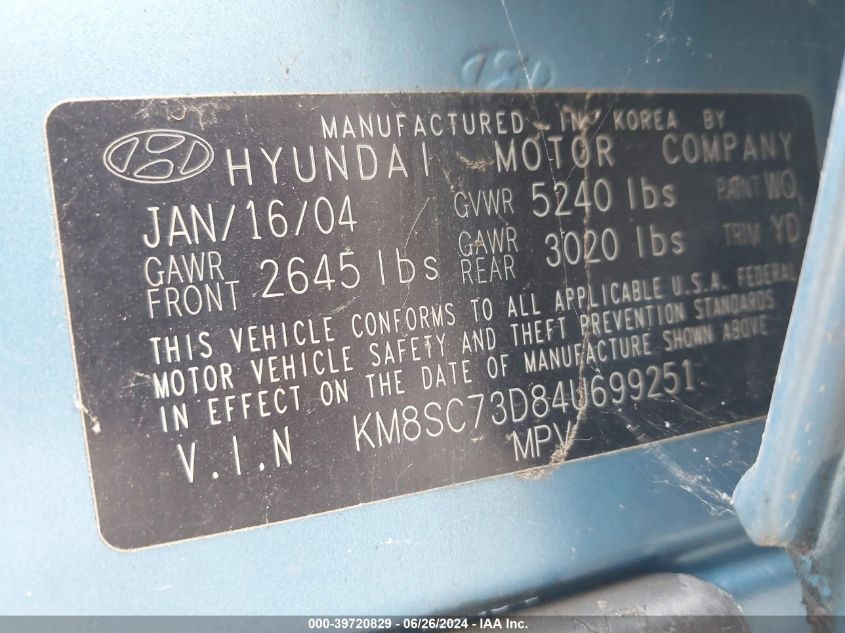 MANUFACTURED IN KOREA BY
HYUNDAI MOTOR COMPANY
JAN/16/04 GVWR 5240 lbs PAINT WQ
GAWR FRONT 2645 lbs GAWR REAR 3020 lbs TRIM YD
THIS VEHICLE CONFORMS TO ALL APPLICABLE U.S.A. FEDERAL
MOTOR VEHICLE SAFETY AND THEFT PREVENTION STANDARDS
IN EFFECT ON THE DATE OF MANUFACTURE SHOWN ABOVE
V.I.N KM8SC73D84U699251
MPV
000-39720829 - 06/26/2024 - IAAI.com